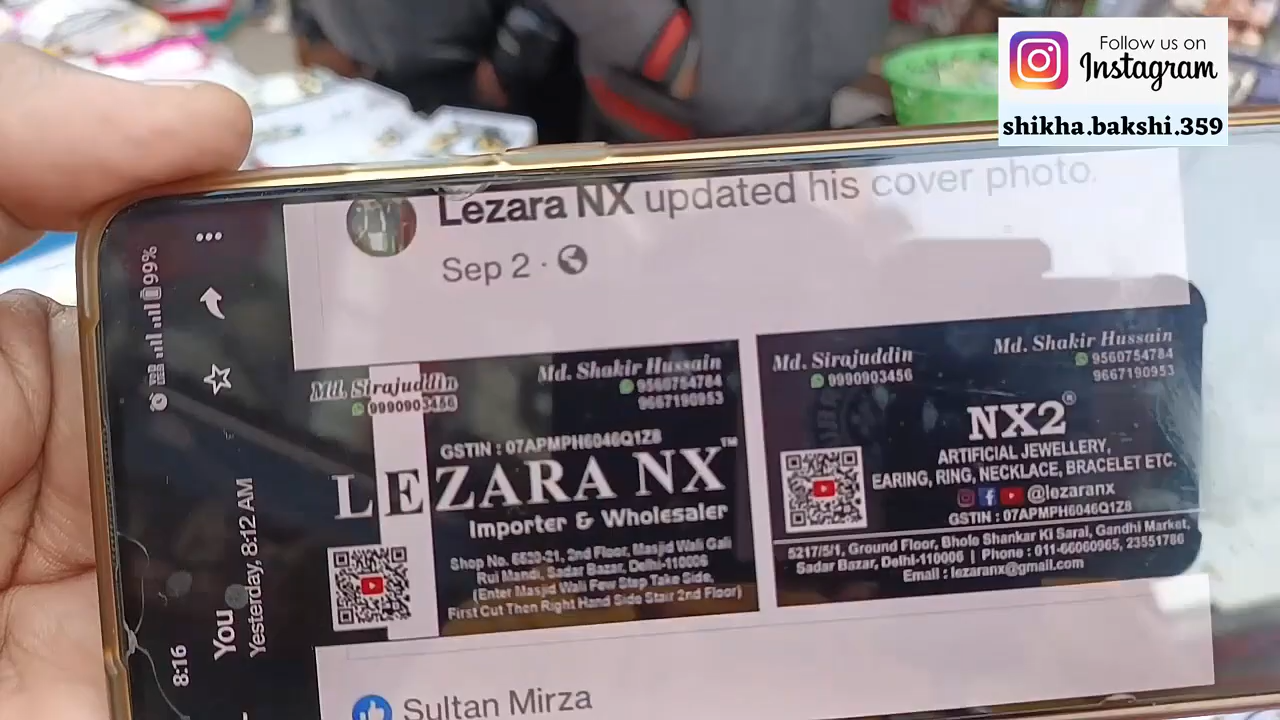 Follow us on
Instagram
shikha.bakshi.359
Lezara NX updated his cover photo.
Sep 2
99%
You
Yesterday, 8:12 AM
8:16
Md. Sirajuddin
9990903456
Md. Shakir Hussain
9560754784
9667190953
GSTIN : 07APMPH6046Q1Z8
LEZARA NX™
Importer & Wholesaler
Shop No. 6520-21, 2nd Floor, Masjid Wali Gali
Rui Mandi, Sadar Bazar, Delhi-110006
(Enter Masjid Wali Few Step Take Side,
First Cut Then Right Hand Side Stair 2nd Floor)
Md. Sirajuddin
9990903456
Md. Shakir Hussain
9560754784
9667190953
NX2®
ARTIFICIAL JEWELLERY,
EARING, RING, NECKLACE, BRACELET ETC.
@lezaranx
GSTIN : 07APMPH6046Q1Z8
5217/5/1, Ground Floor, Bhole Shankar Ki Sarai, Gandhi Market,
Sadar Bazar, Delhi-110006 | Phone : 011-66060965, 23551786
Email : lezaranx@gmail.com
Sultan Mirza